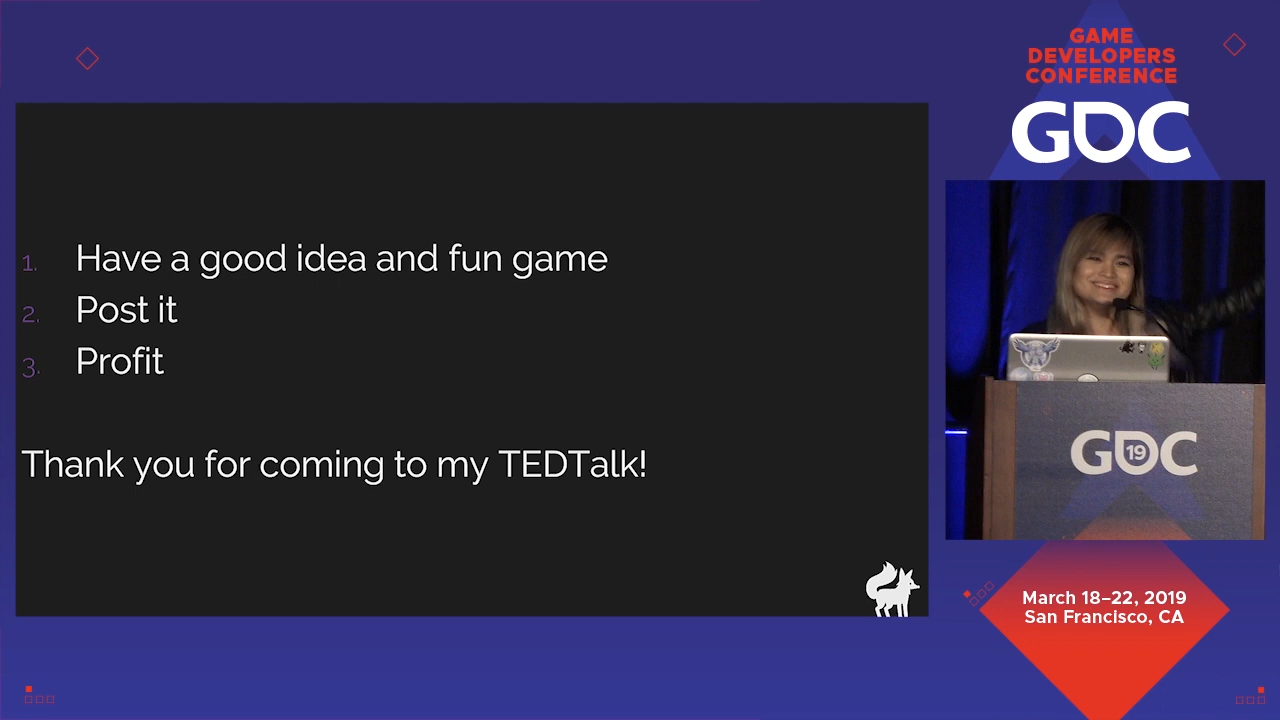 GAME
DEVELOPERS
CONFERENCE
GDC
1. Have a good idea and fun game
2. Post it
3. Profit
Thank you for coming to my TEDTalk!
GDC
19
March 18–22, 2019
San Francisco, CA